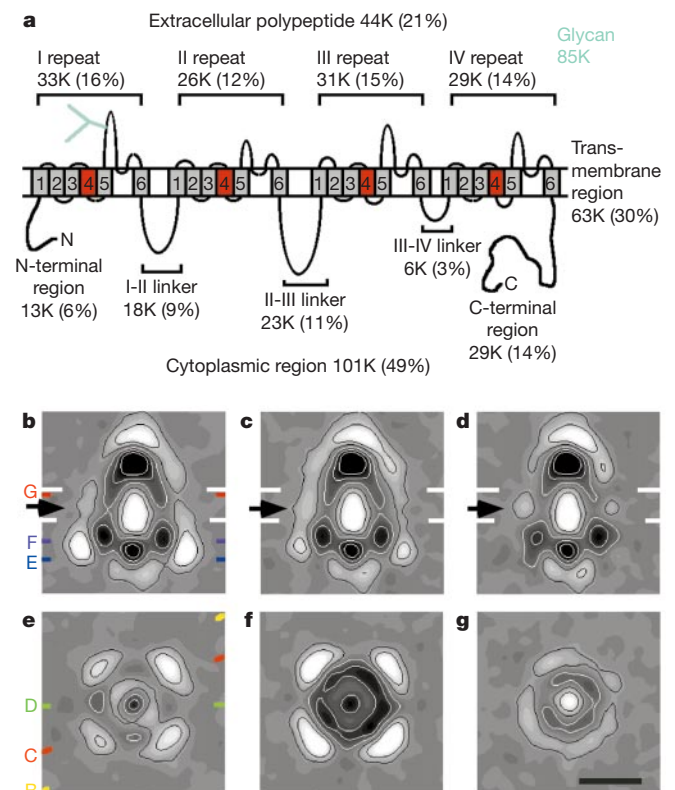 a
Extracellular polypeptide 44K (21%)
Glycan
85K
I repeat
33K (16%)
II repeat
26K (12%)
III repeat
31K (15%)
IV repeat
29K (14%)
1 2 3 4 5 6 1 2 3 4 5 6 1 2 3 4 5 6 1 2 3 4 5 6
Trans-
membrane
region
63K (30%)
N
N-terminal
region
13K (6%)
I-II linker
18K (9%)
II-III linker
23K (11%)
III-IV linker
6K (3%)
C
C-terminal
region
29K (14%)
Cytoplasmic region 101K (49%)
b
c
d
G
F
E
e
f
g
D
C
B